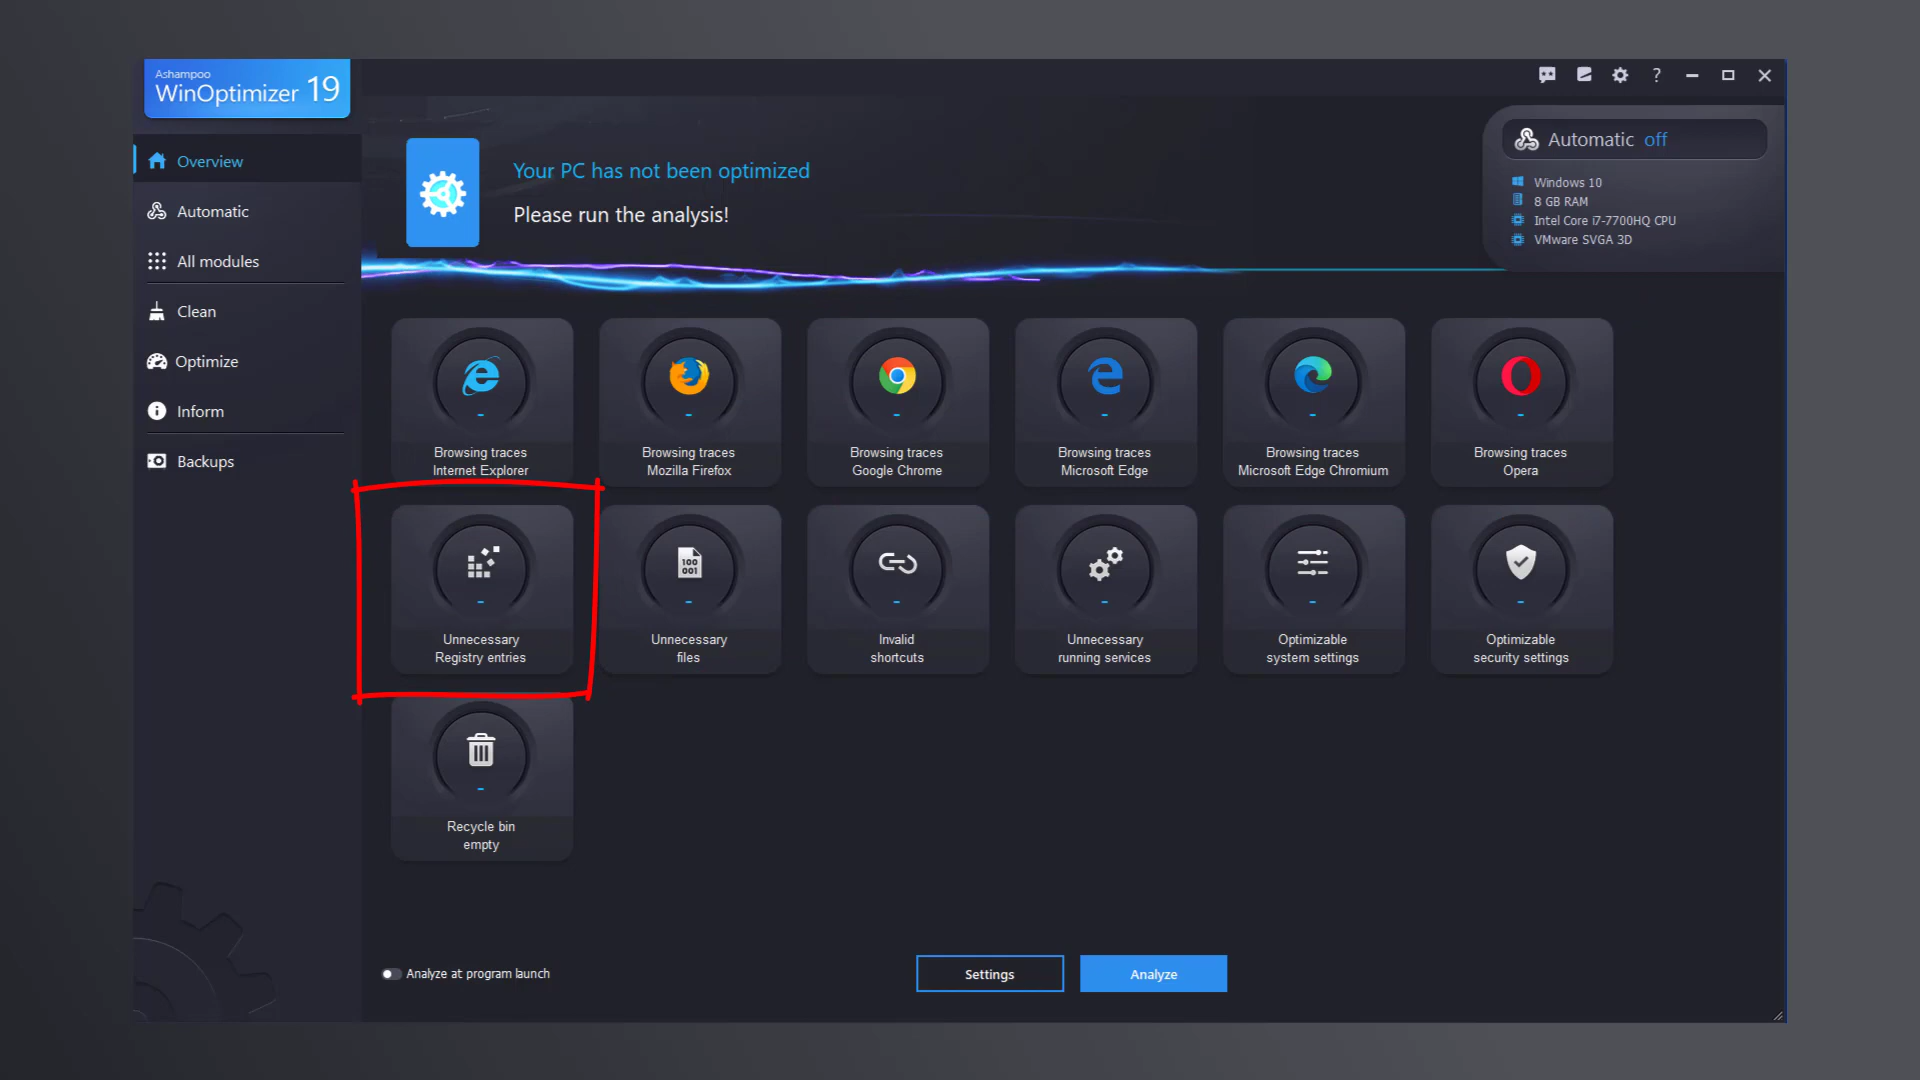 Ashampoo
WinOptimizer 19
?
Automatic off
Overview
Your PC has not been optimized
Windows 10
Automatic
Please run the analysis!
8 GB RAM
Intel Core i7-7700HQ CPU
VMware SVGA 3D
All modules
Clean
Optimize
Inform
Backups
-
-
-
-
-
-
Browsing traces
Internet Explorer
Browsing traces
Mozilla Firefox
Browsing traces
Google Chrome
Browsing traces
Microsoft Edge
Browsing traces
Microsoft Edge Chromium
Browsing traces
Opera
100
001
-
-
-
-
-
-
Unnecessary
Registry entries
Unnecessary
files
Invalid
shortcuts
Unnecessary
running services
Optimizable
system settings
Optimizable
security settings
-
Recycle bin
empty
Analyze at program launch
Settings
Analyze